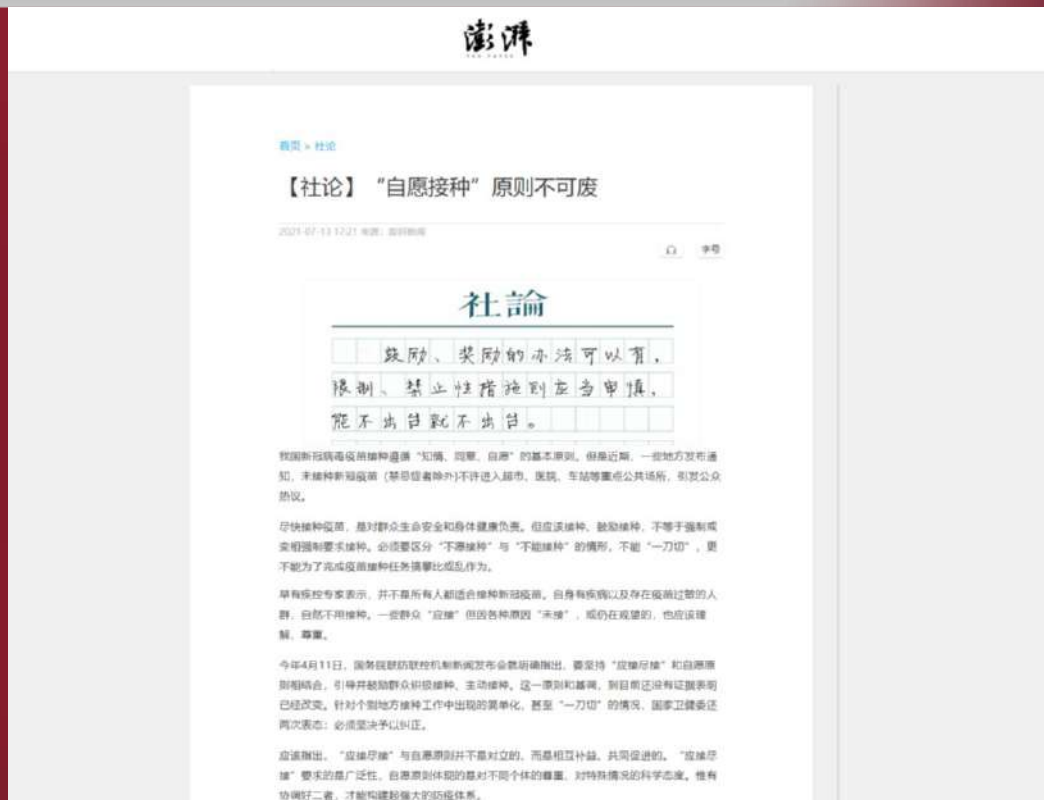 澎湃
THE PAPER
首页 > 社论
【社论】“自愿接种”原则不可废
2021-07-13 17:21 来源：澎湃新闻
字号
社論
鼓励、奖励的办法可以有，
限制、禁止性措施则应当审慎，
能不出台就不出台。
我国新冠病毒疫苗接种遵循“知情、同意、自愿”的基本原则。但是近期，一些地方发布通
知，未接种新冠疫苗（禁忌症者除外)不许进入超市、医院、车站等重点公共场所，引发公众
热议。
尽快接种疫苗，是对群众生命安全和身体健康负责。但应该接种、鼓励接种，不等于强制或
变相强制要求接种。必须要区分“不愿接种”与“不能接种”的情形，不能“一刀切”，更
不能为了完成疫苗接种任务搞攀比或乱作为。
早有疾控专家表示，并不是所有人都适合接种新冠疫苗。自身有疾病以及存在疫苗过敏的人
群，自然不用接种。一些群众“应接”但因各种原因“未接”，或仍在观望的，也应该理
解、尊重。
今年4月11日，国务院联防联控机制新闻发布会就明确指出，要坚持“应接尽接”和自愿原
则相结合，引导并鼓励群众积极接种、主动接种。这一原则和基调，到目前还没有证据表明
已经改变。针对个别地方接种工作中出现的简单化、甚至“一刀切”的情况，国家卫健委还
两次表态：必须坚决予以纠正。
应该指出，“应接尽接”与自愿原则并不是对立的，而是相互补益、共同促进的。“应接尽
接”要求的是广泛性，自愿原则体现的是对不同个体的尊重，对特殊情况的科学态度。惟有
协调好二者，才能构建起强大的防疫体系。